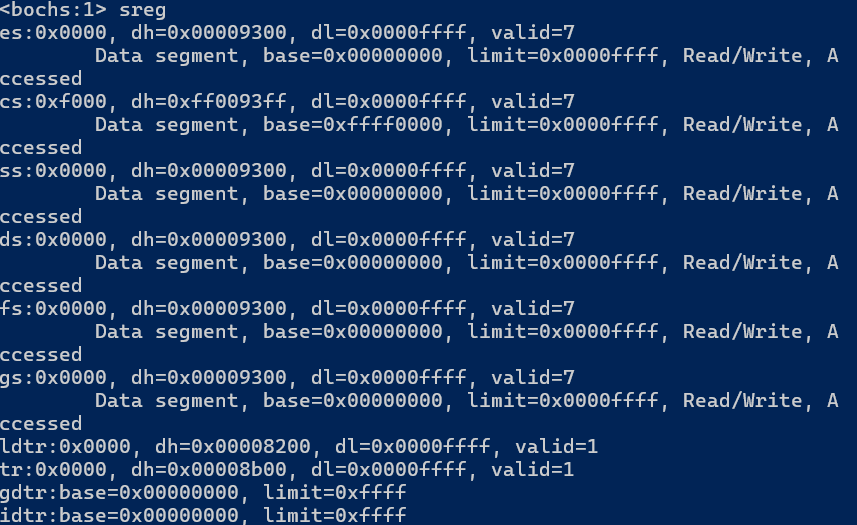 <bochs:1> sreg
es:0x0000, dh=0x00009300, dl=0x0000ffff, valid=7
        Data segment, base=0x00000000, limit=0x0000ffff, Read/Write, A
ccessed
cs:0xf000, dh=0xff0093ff, dl=0x0000ffff, valid=7
        Data segment, base=0xffff0000, limit=0x0000ffff, Read/Write, A
ccessed
ss:0x0000, dh=0x00009300, dl=0x0000ffff, valid=7
        Data segment, base=0x00000000, limit=0x0000ffff, Read/Write, A
ccessed
ds:0x0000, dh=0x00009300, dl=0x0000ffff, valid=7
        Data segment, base=0x00000000, limit=0x0000ffff, Read/Write, A
ccessed
fs:0x0000, dh=0x00009300, dl=0x0000ffff, valid=7
        Data segment, base=0x00000000, limit=0x0000ffff, Read/Write, A
ccessed
gs:0x0000, dh=0x00009300, dl=0x0000ffff, valid=7
        Data segment, base=0x00000000, limit=0x0000ffff, Read/Write, A
ccessed
ldtr:0x0000, dh=0x00008200, dl=0x0000ffff, valid=1
tr:0x0000, dh=0x00008b00, dl=0x0000ffff, valid=1
gdtr:base=0x00000000, limit=0xffff
idtr:base=0x00000000, limit=0xffff